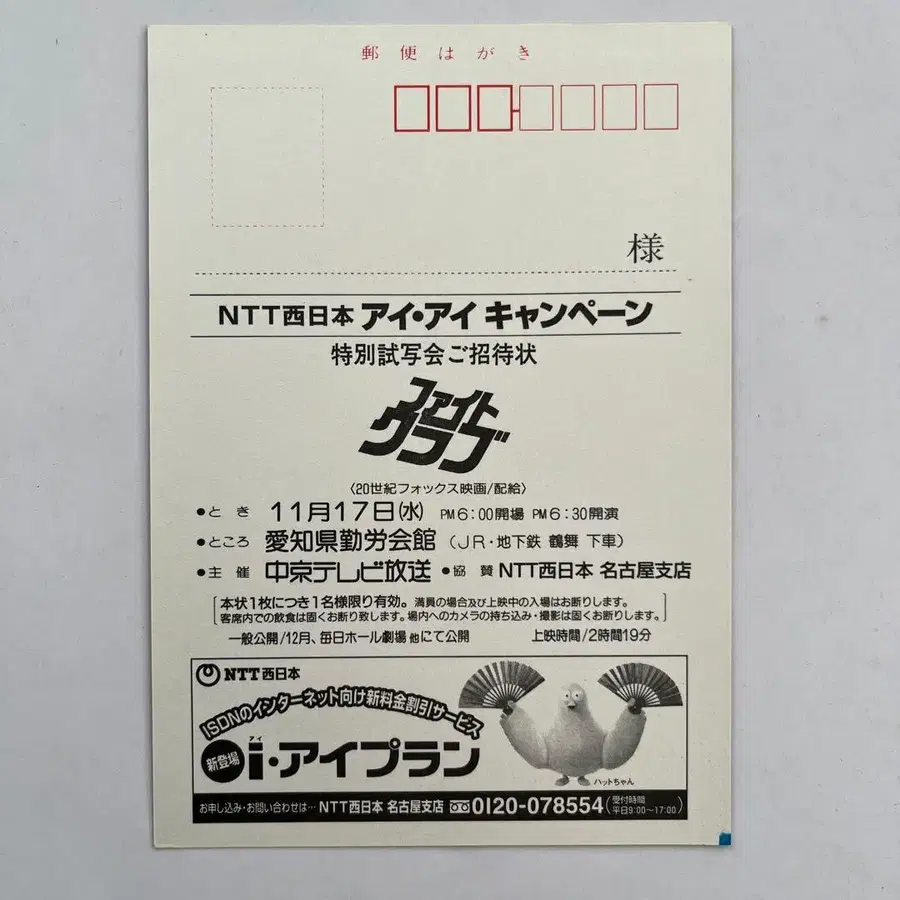 郵便はがき
様
NTT西日本 アイ・アイ キャンペーン
特別試写会ご招待状
ファイト
クラブ
〈20世紀フォックス映画/配給〉
●とき 11月17日(水) PM6:00開場 PM6:30開演
●ところ 愛知県勤労会館 (JR・地下鉄 鶴舞 下車)
●主催 中京テレビ放送 ●協賛 NTT西日本 名古屋支店
本状1枚につき1名様限り有効。満員の場合及び上映中の入場はお断りします。
客席内での飲食は固くお断り致します。場内へのカメラの持ち込み・撮影は固くお断りします。
一般公開/12月、毎日ホール劇場他にて公開 上映時間/2時間19分
NTT西日本
ISDNのインターネット向け新料金割引サービス
新登場 i・アイプラン
アイ
ハットちゃん
お申し込み・お問い合わせは… NTT西日本 名古屋支店 0120-078554 (受付時間 平日9:00〜17:00)